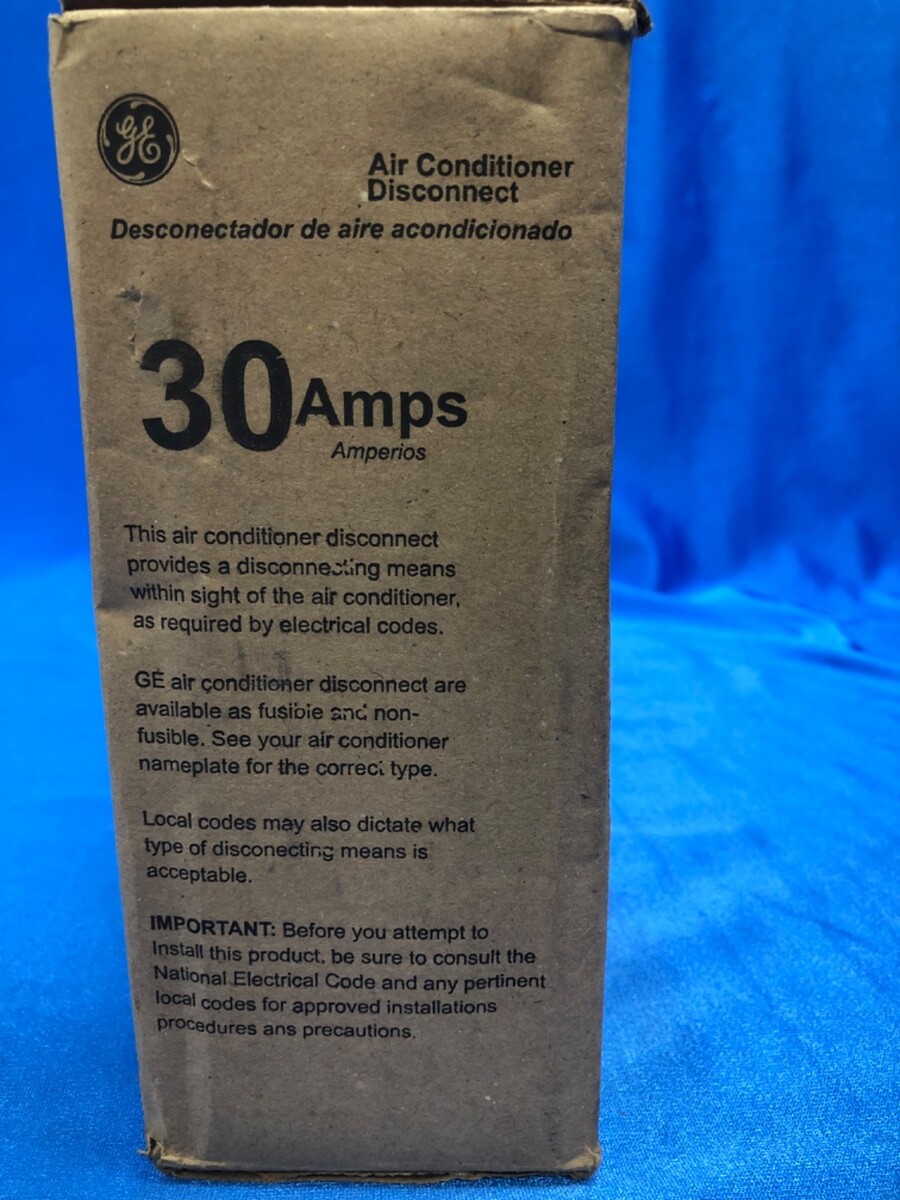 GE
Air Conditioner
Disconnect
Desconectador de aire acondicionado
30 Amps
Amperios
This air conditioner disconnect
provides a disconnecting means
within sight of the air conditioner,
as required by electrical codes.
GE air conditioner disconnect are
available as fusible and non-
fusible. See your air conditioner
nameplate for the correct type.
Local codes may also dictate what
type of disconecting means is
acceptable.
IMPORTANT: Before you attempt to
Install this product, be sure to consult the
National Electrical Code and any pertinent
local codes for approved installations
procedures ans precautions.